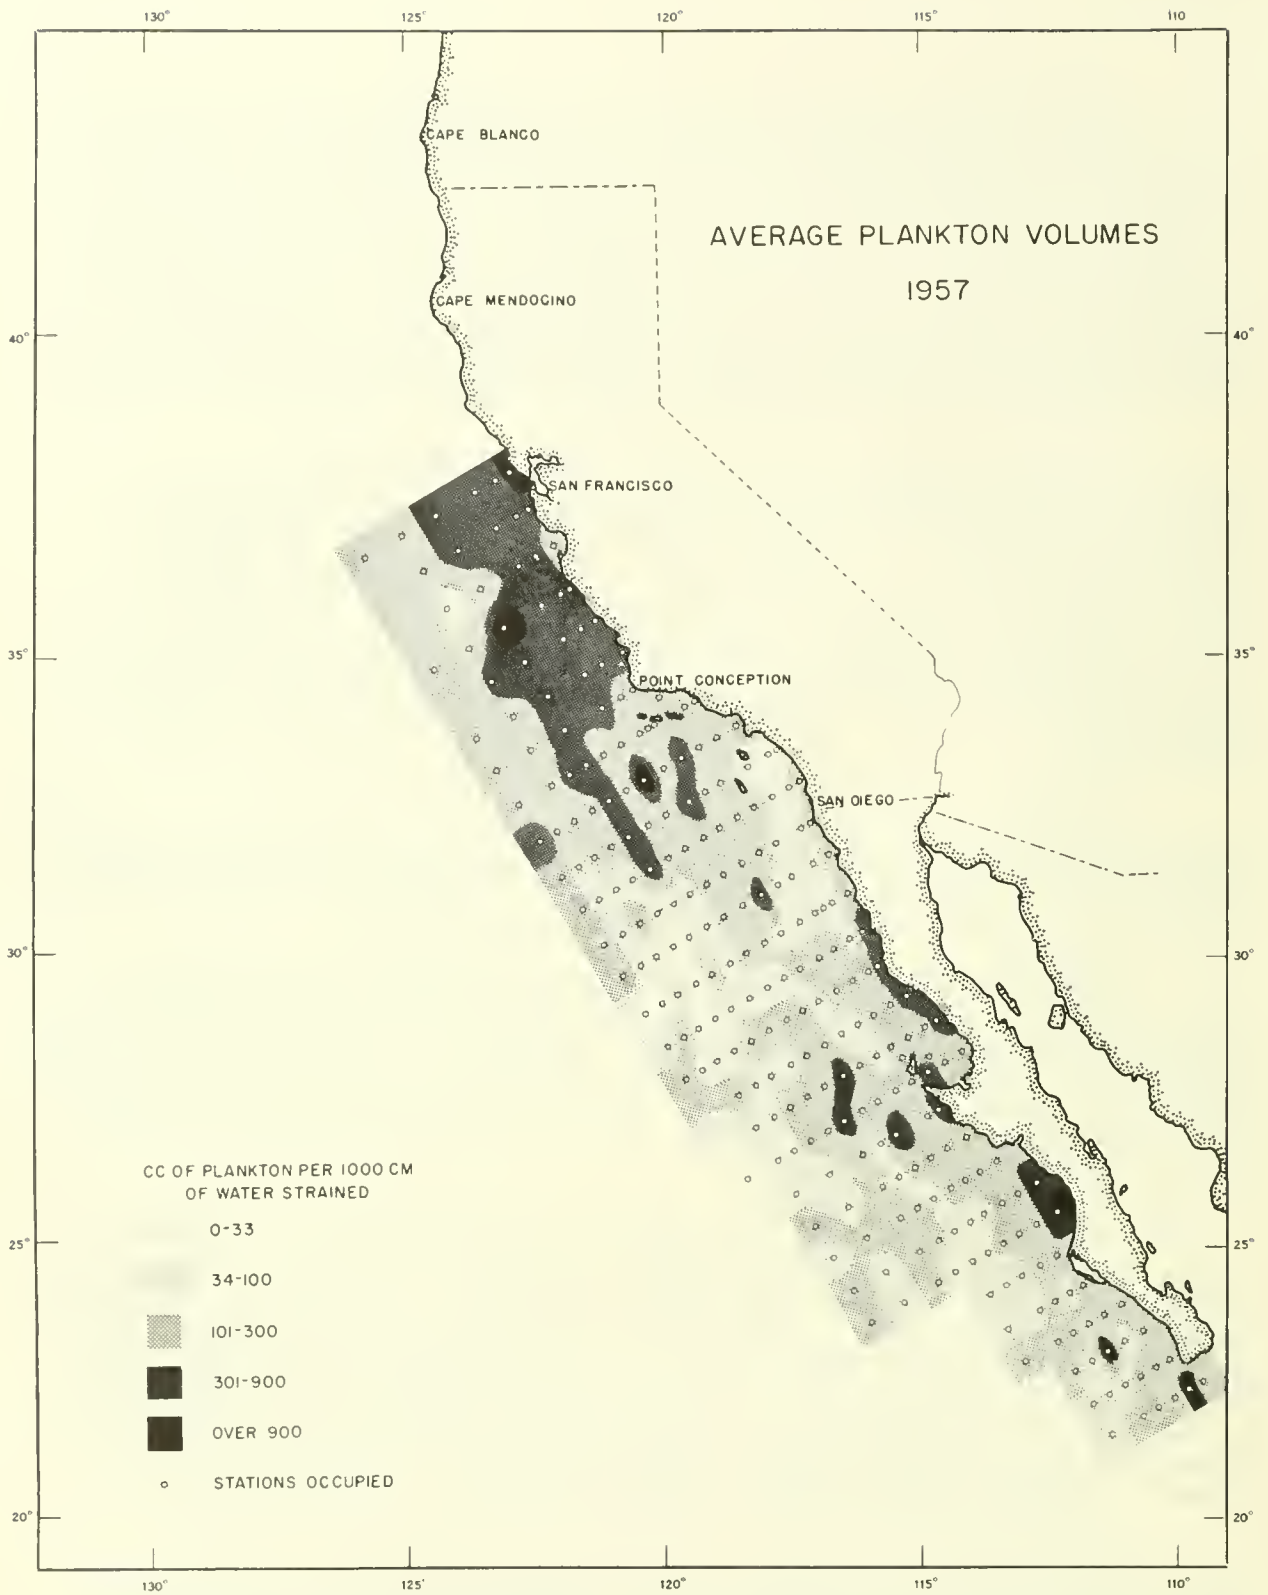 130° 125° 120° 115° 110
CAPE BLANCO
AVERAGE PLANKTON VOLUMES
1957
CAPE MENDOCINO
40° 40°
SAN FRANCISCO
35° 35°
POINT CONCEPTION
SAN DIEGO
30° 30°
CC OF PLANKTON PER 1000 CM
OF WATER STRAINED
0-33
25° 25°
34-100
101-300
301-900
OVER 900
STATIONS OCCUPIED
20° 20°
130° 125° 120° 115° 110°